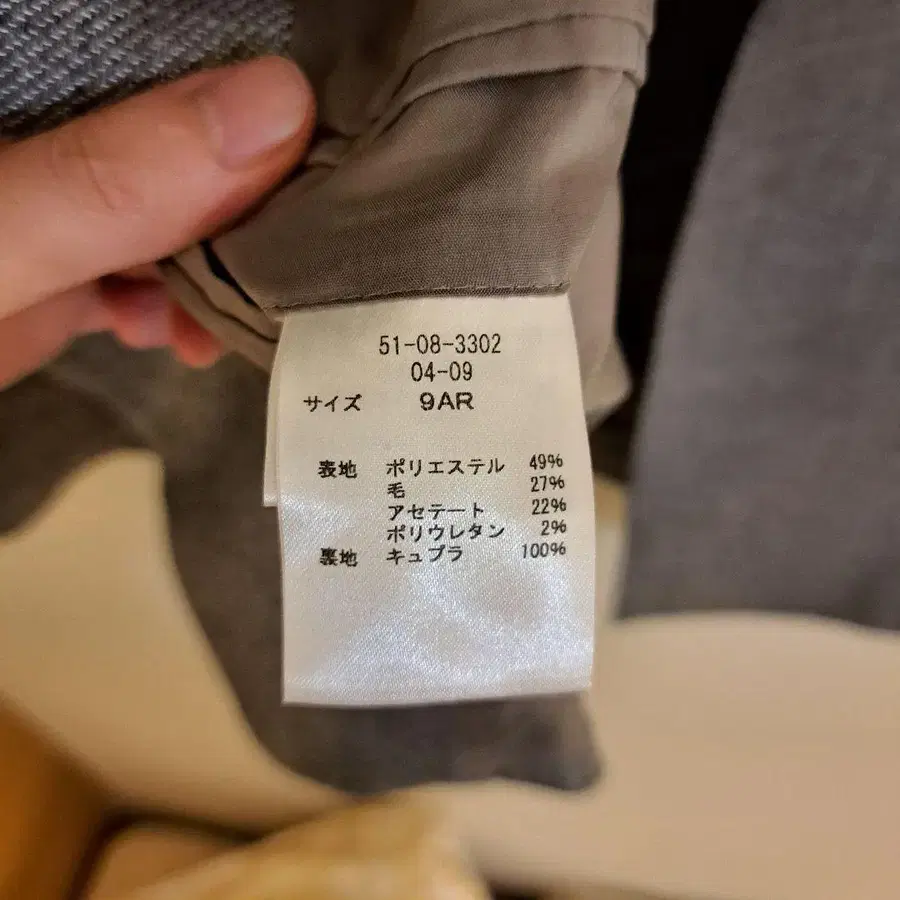 51-08-3302
04-09
サイズ 9AR
表地 ポリエステル 49%
毛 27%
アセテート 22%
ポリウレタン 2%
裏地 キュプラ 100%